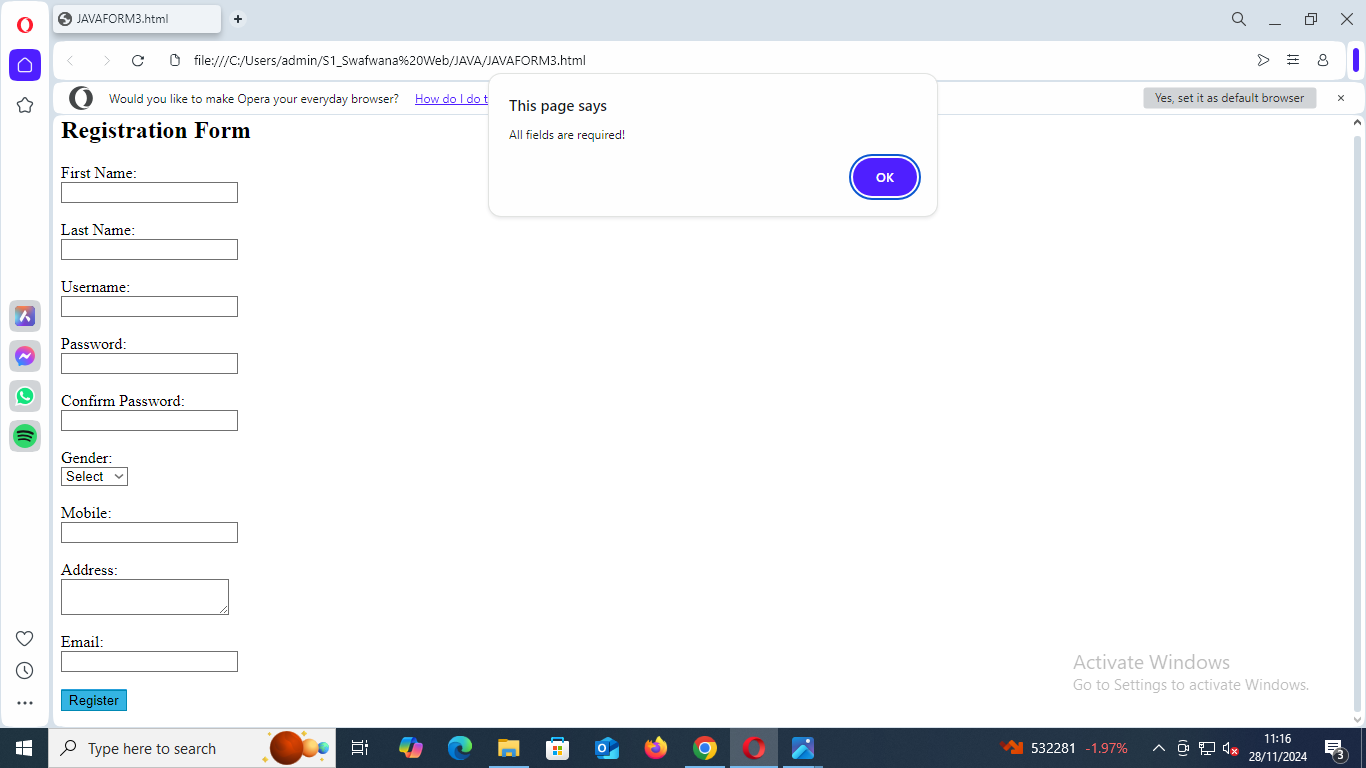 JAVAFORM3.html
file:///C:/Users/admin/S1_Swafwana%20Web/JAVA/JAVAFORM3.html
Would you like to make Opera your everyday browser? How do I do t
Yes, set it as default browser
This page says
All fields are required!
OK
Registration Form
First Name:
Last Name:
Username:
Password:
Confirm Password:
Gender:
Select
Mobile:
Address:
Email:
Register
Activate Windows
Go to Settings to activate Windows.
Type here to search
532281 -1.97%
11:16
28/11/2024
3